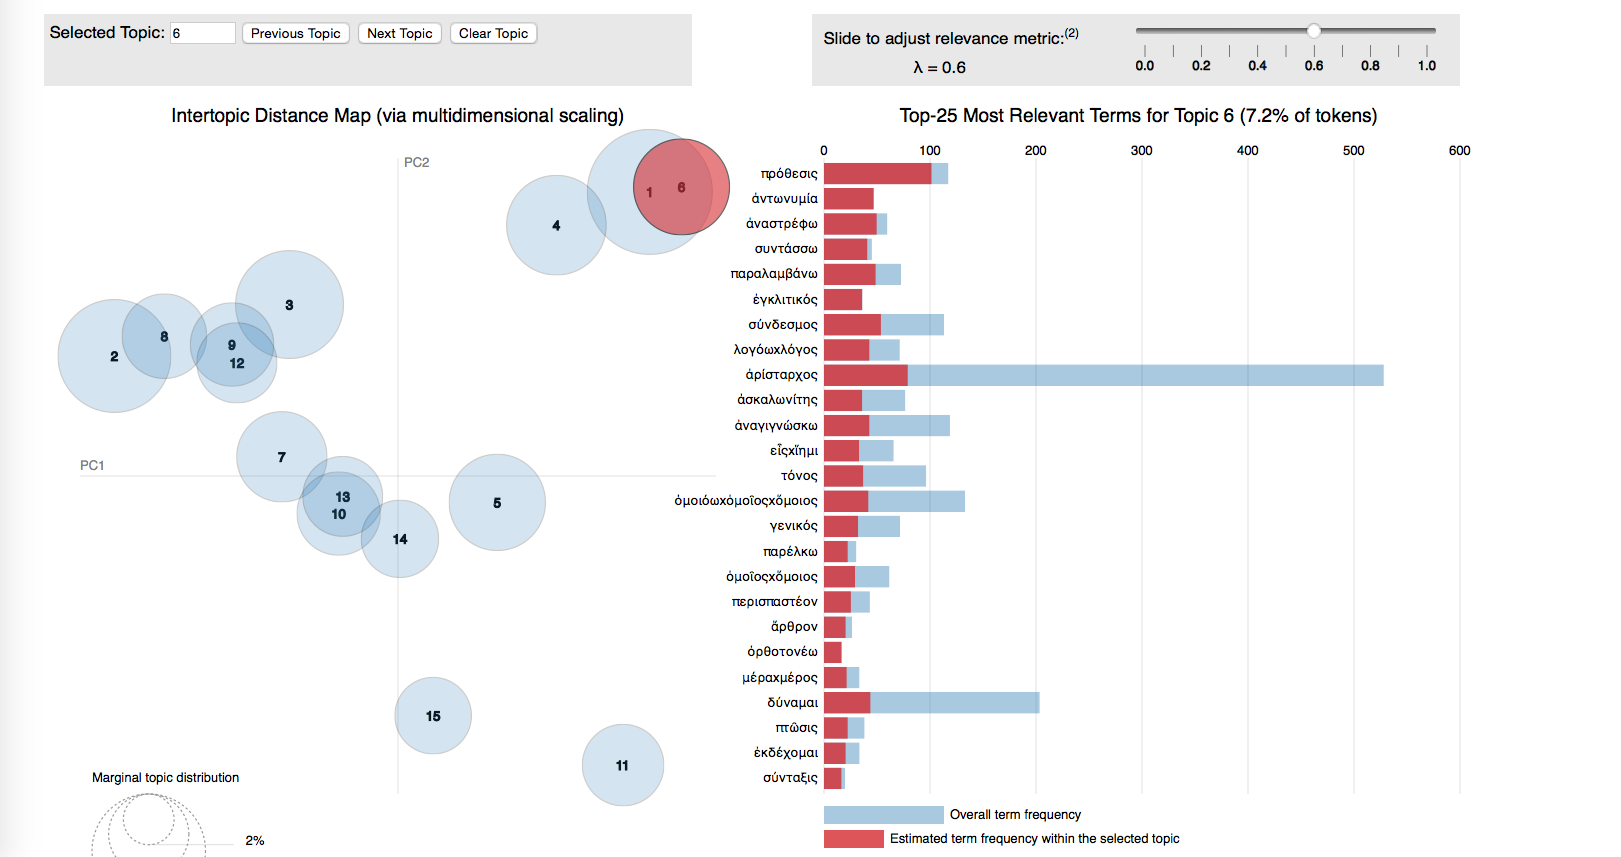 Selected Topic: 6 Previous Topic Next Topic Clear Topic
Slide to adjust relevance metric:(2)
λ = 0.6
0.0 0.2 0.4 0.6 0.8 1.0
Intertopic Distance Map (via multidimensional scaling)
PC2
PC1
1
6
4
3
8
2
9
12
7
13
10
5
14
15
11
Marginal topic distribution
2%
Top-25 Most Relevant Terms for Topic 6 (7.2% of tokens)
0 100 200 300 400 500 600
πρόθεσις
ἀντωνυμία
ἀναστρέφω
συντάσσω
παραλαμβάνω
ἐγκλιτικός
σύνδεσμος
λογόωχλόγος
ἀρίσταρχος
ἀσκαλωνίτης
ἀναγιγνώσκω
εἷςχἵημι
τόνος
ὁμοιόωχὁμοῖοςχὅμοιος
γενικός
παρέλκω
ὁμοῖοςχὅμοιος
περισπαστέον
ἄρθρον
ὀρθοτονέω
μέραχμέρος
δύναμαι
πτῶσις
ἐκδέχομαι
σύνταξις
Overall term frequency
Estimated term frequency within the selected topic